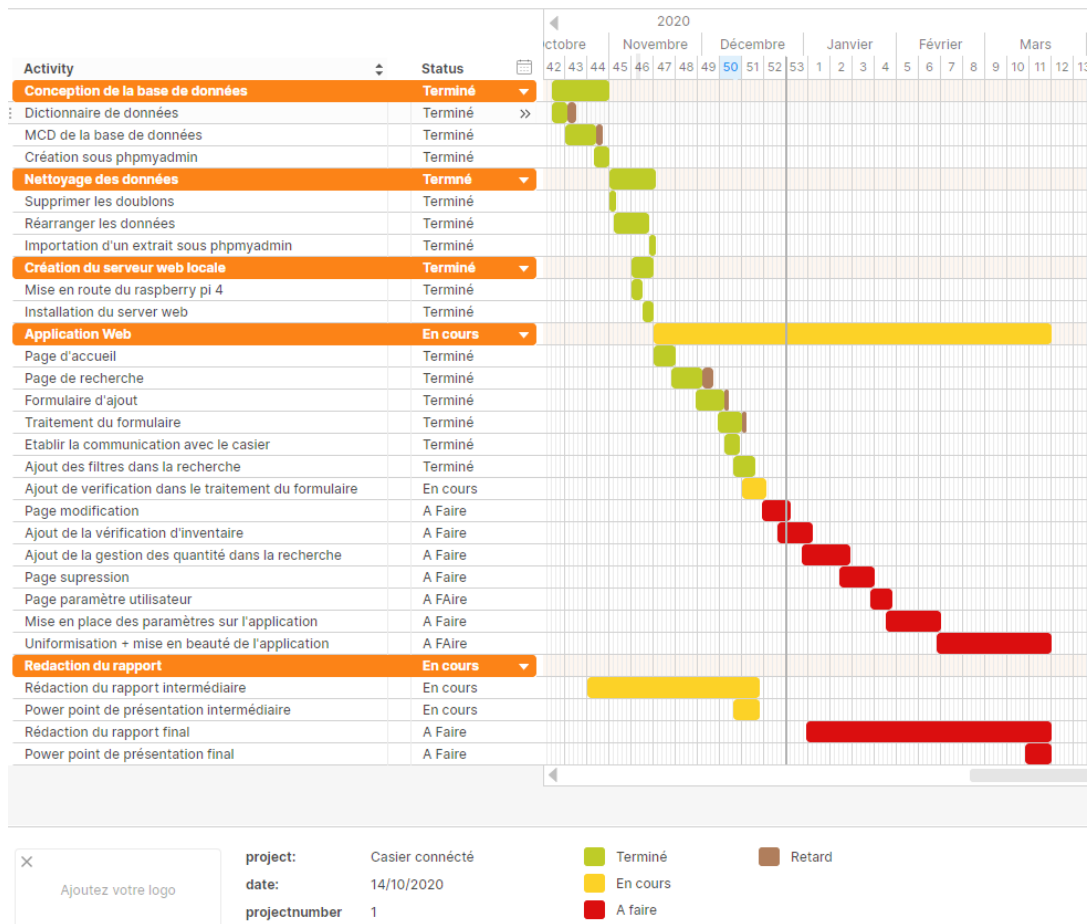 2020
ctobre Novembre Décembre Janvier Février Mars
Activity Status 42 43 44 45 46 47 48 49 50 51 52 53 1 2 3 4 5 6 7 8 9 10 11 12 13
Conception de la base de données Terminé
Dictionnaire de données Terminé
MCD de la base de données Terminé
Création sous phpmyadmin Terminé
Nettoyage des données Termné
Supprimer les doublons Terminé
Réarranger les données Terminé
Importation d'un extrait sous phpmyadmin Terminé
Création du serveur web locale Terminé
Mise en route du raspberry pi 4 Terminé
Installation du server web Terminé
Application Web En cours
Page d'accueil Terminé
Page de recherche Terminé
Formulaire d'ajout Terminé
Traitement du formulaire Terminé
Etablir la communication avec le casier Terminé
Ajout des filtres dans la recherche Terminé
Ajout de verification dans le traitement du formulaire En cours
Page modification A Faire
Ajout de la vérification d'inventaire A Faire
Ajout de la gestion des quantité dans la recherche A Faire
Page supression A Faire
Page paramètre utilisateur A FAire
Mise en place des paramètres sur l'application A Faire
Uniformisation + mise en beauté de l'application A FAire
Redaction du rapport En cours
Rédaction du rapport intermédiaire En cours
Power point de présentation intermédiaire En cours
Rédaction du rapport final A Faire
Power point de présentation final A Faire
Ajoutez votre logo
project: Casier connécté
date: 14/10/2020
projectnumber 1
Terminé
En cours
A faire
Retard